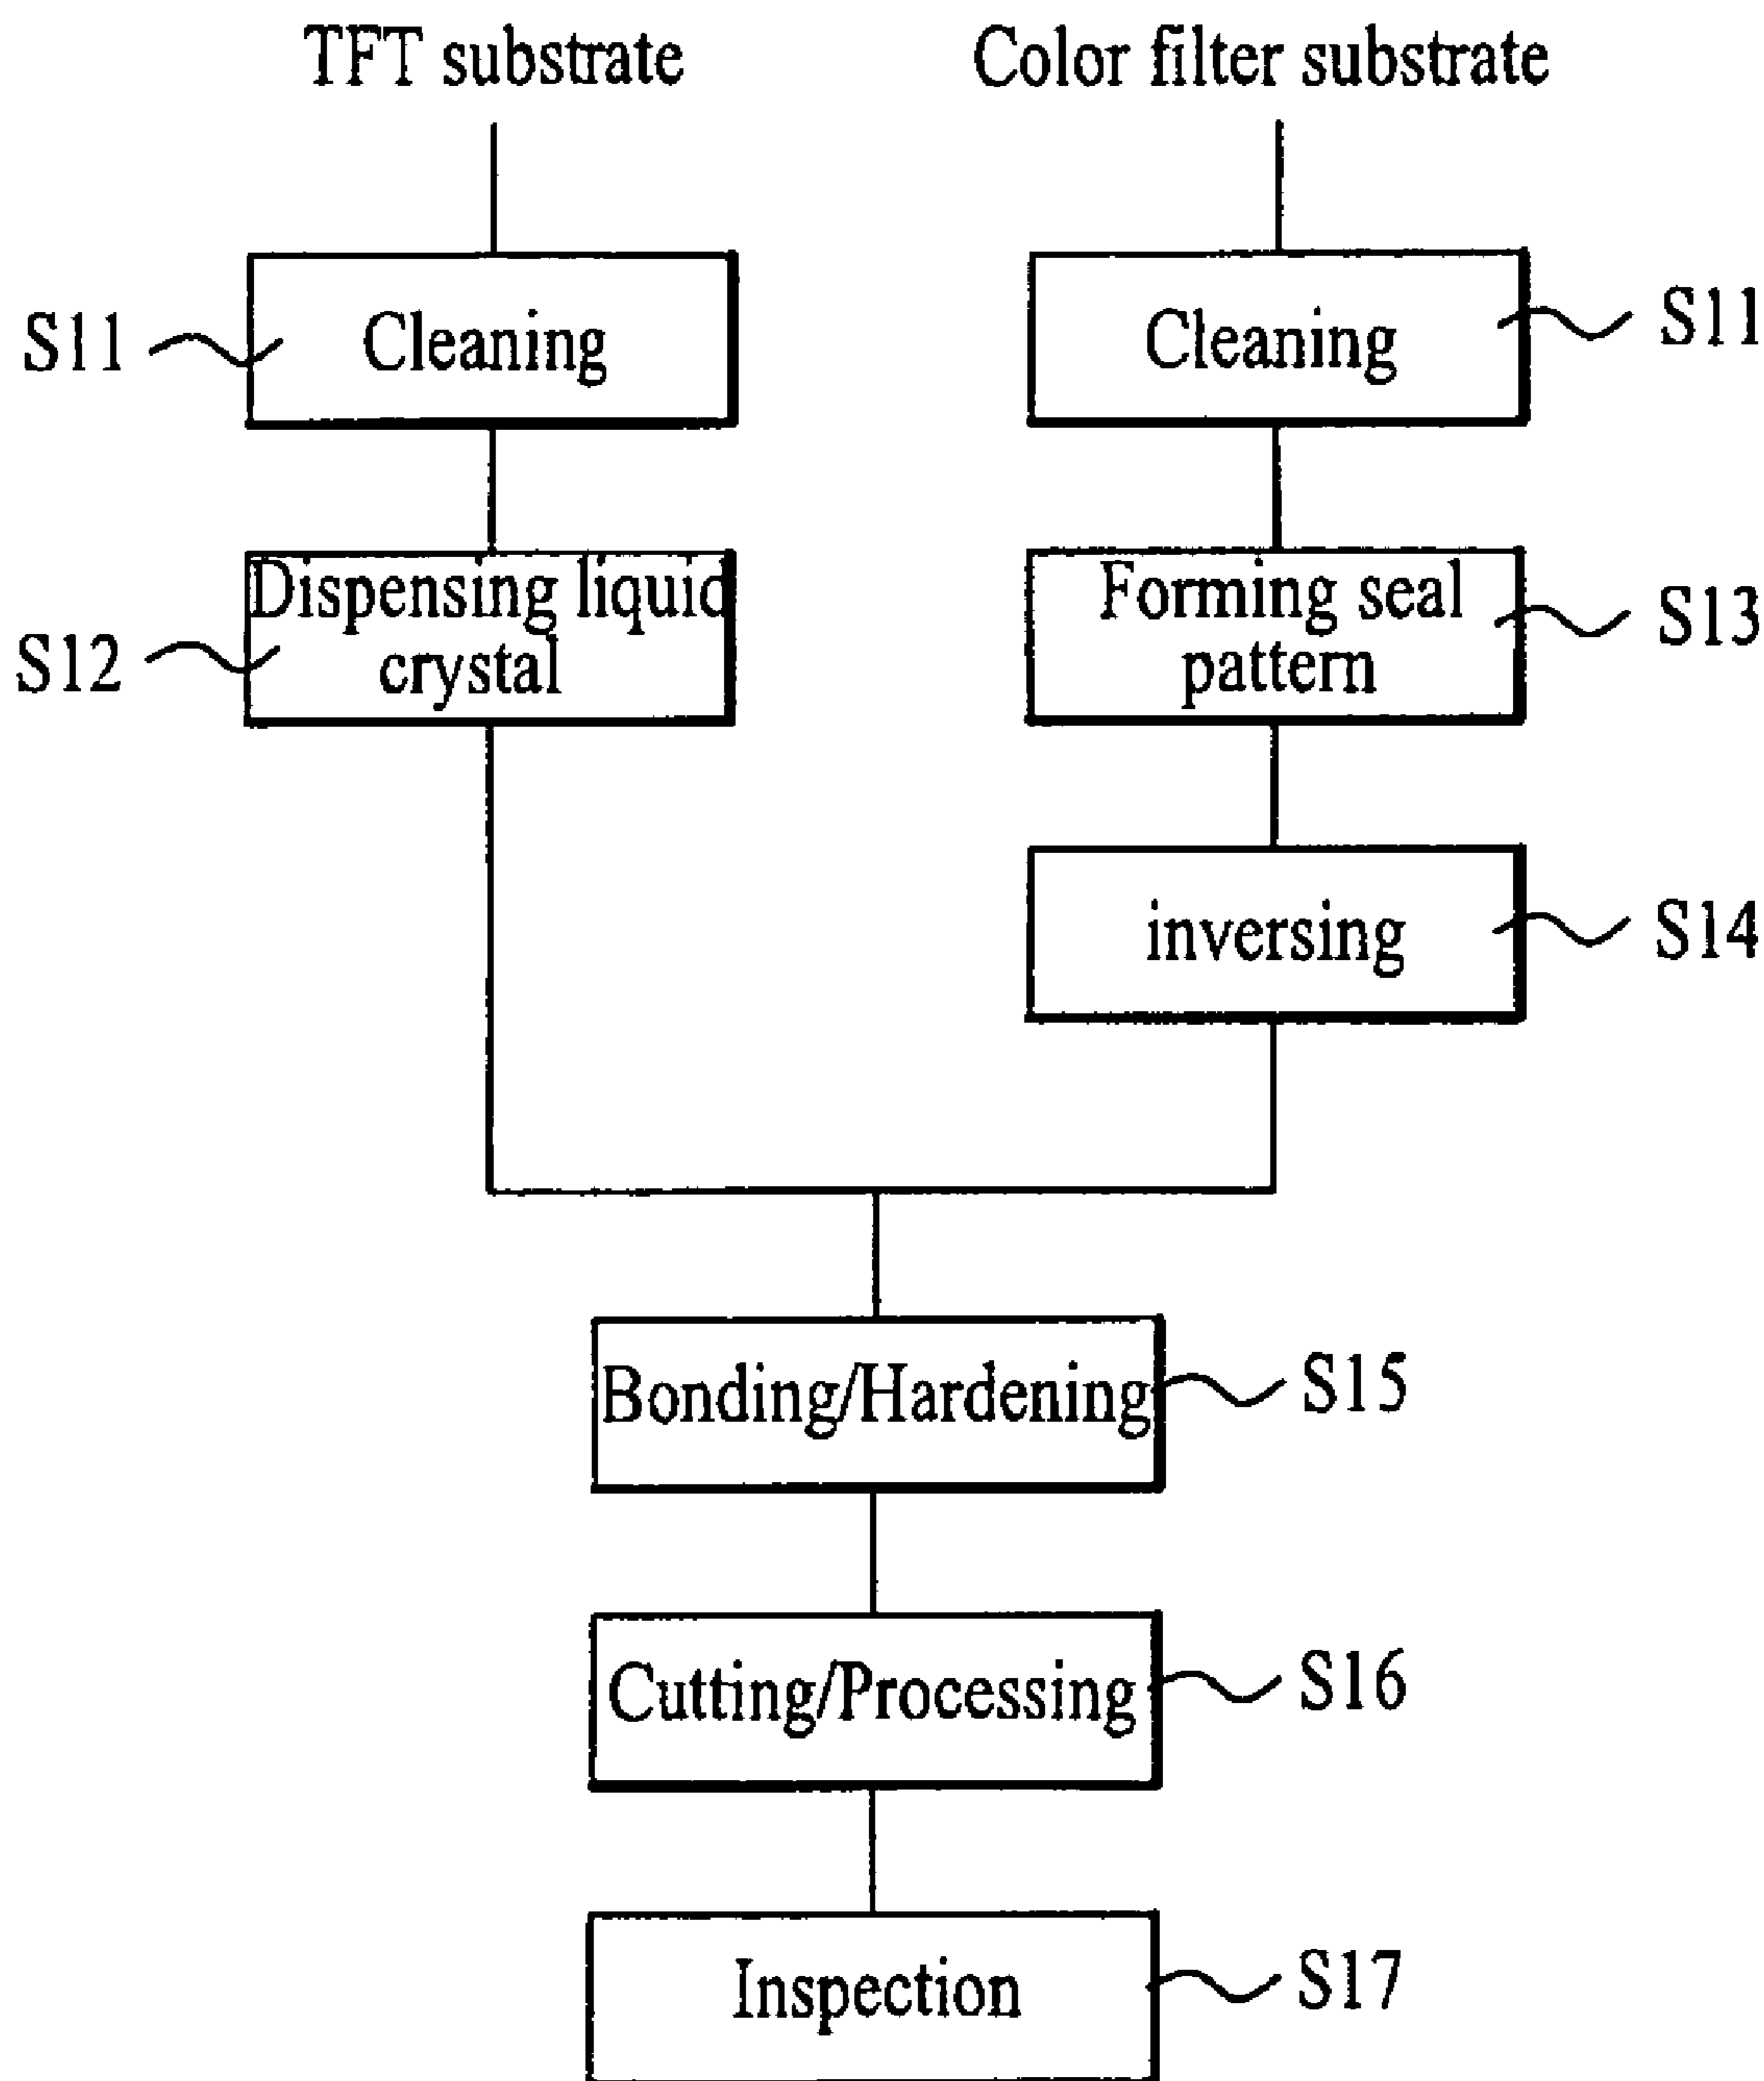 TFT substrate
Color filter substrate
S11
Cleaning
Cleaning
S11
S12
Dispensing liquid
crystal
Forming seal
pattern
S13
inversing
S14
Bonding/Hardening
S15
Cutting/Processing
S16
Inspection
S17